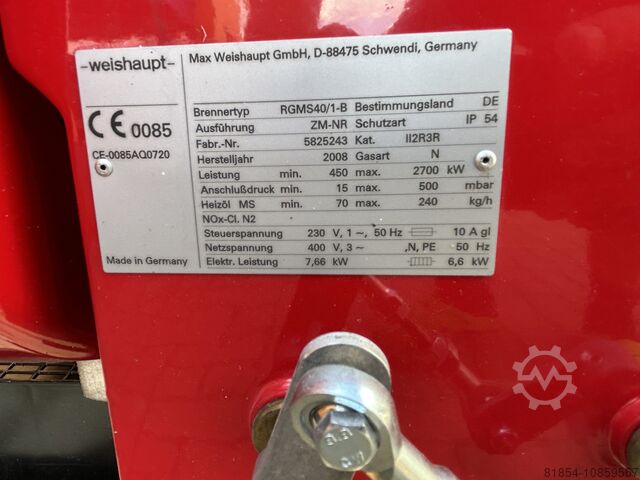 -weishaupt-
Max Weishaupt GmbH, D-88475 Schwendi, Germany
CE 0085
CE-0085AQ0720
Brennertyp RGMS40/1-B Bestimmungsland DE
Ausführung ZM-NR Schutzart IP 54
Fabr.-Nr. 5825243 Kat. II2R3R
Herstelljahr 2008 Gasart N
Leistung min. 450 max. 2700 kW
Anschlußdruck min. 15 max. 500 mbar
Heizöl MS min. 70 max. 240 kg/h
NOx-Cl. N2
Steuerspannung 230 V, 1 ~, 50 Hz 10 A gl
Netzspannung 400 V, 3 ~ ,N, PE 50 Hz
Elektr. Leistung 7,66 kW 6,6 kW
Made in Germany
81854-10859567